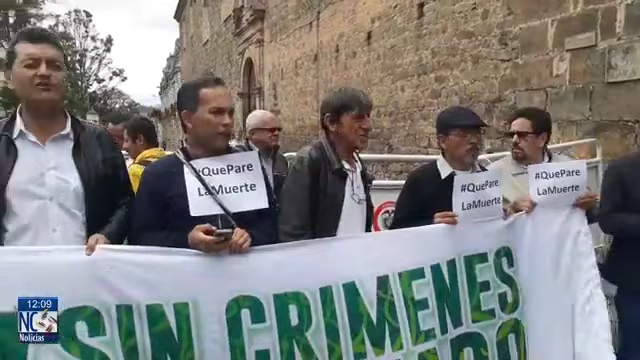 #QuePare
LaMuerte
#QuePare
LaMuerte
#QuePare
LaMuerte
SIN CRIMENES
12:09
NC
Noticias